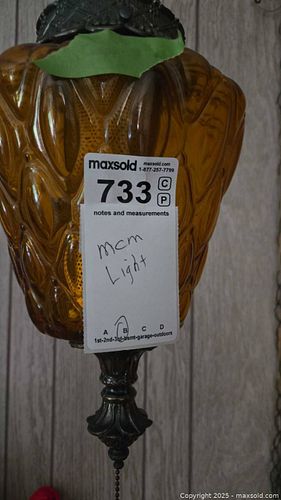 maxsold maxsold.com
1-877-257-7799
733 C
P
notes and measurements
mcm
Light
A B C D
1st-2nd-3rd-bsmt-garage-outdoors
Copyright © 2025 - maxsold.com